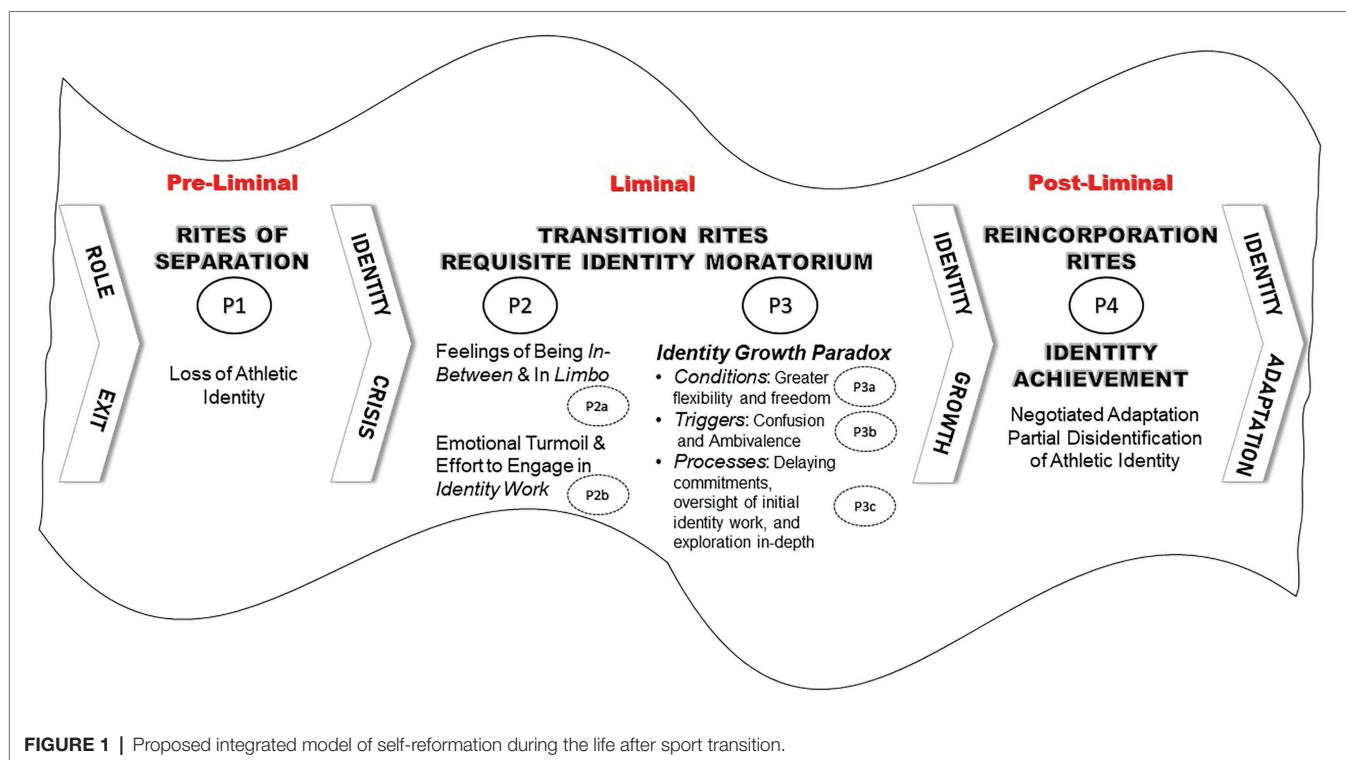 Pre-Liminal
Liminal
Post-Liminal
ROLE
EXIT
RITES OF
SEPARATION
P1
Loss of Athletic
Identity
IDENTITY
CRISIS
TRANSITION RITES
REQUISITE IDENTITY MORATORIUM
P2
Feelings of Being In-
Between & In Limbo
P2a
Emotional Turmoil &
Effort to Engage in
Identity Work
P2b
P3
Identity Growth Paradox
• Conditions: Greater
flexibility and freedom
P3a
• Triggers: Confusion
and Ambivalence
P3b
• Processes: Delaying
commitments,
oversight of initial
identity work, and
exploration in-depth
P3c
IDENTITY
GROWTH
REINCORPORATION
RITES
P4
IDENTITY
ACHIEVEMENT
Negotiated Adaptation
Partial Disidentification
of Athletic Identity
IDENTITY
ADAPTATION
FIGURE 1 | Proposed integrated model of self-reformation during the life after sport transition.